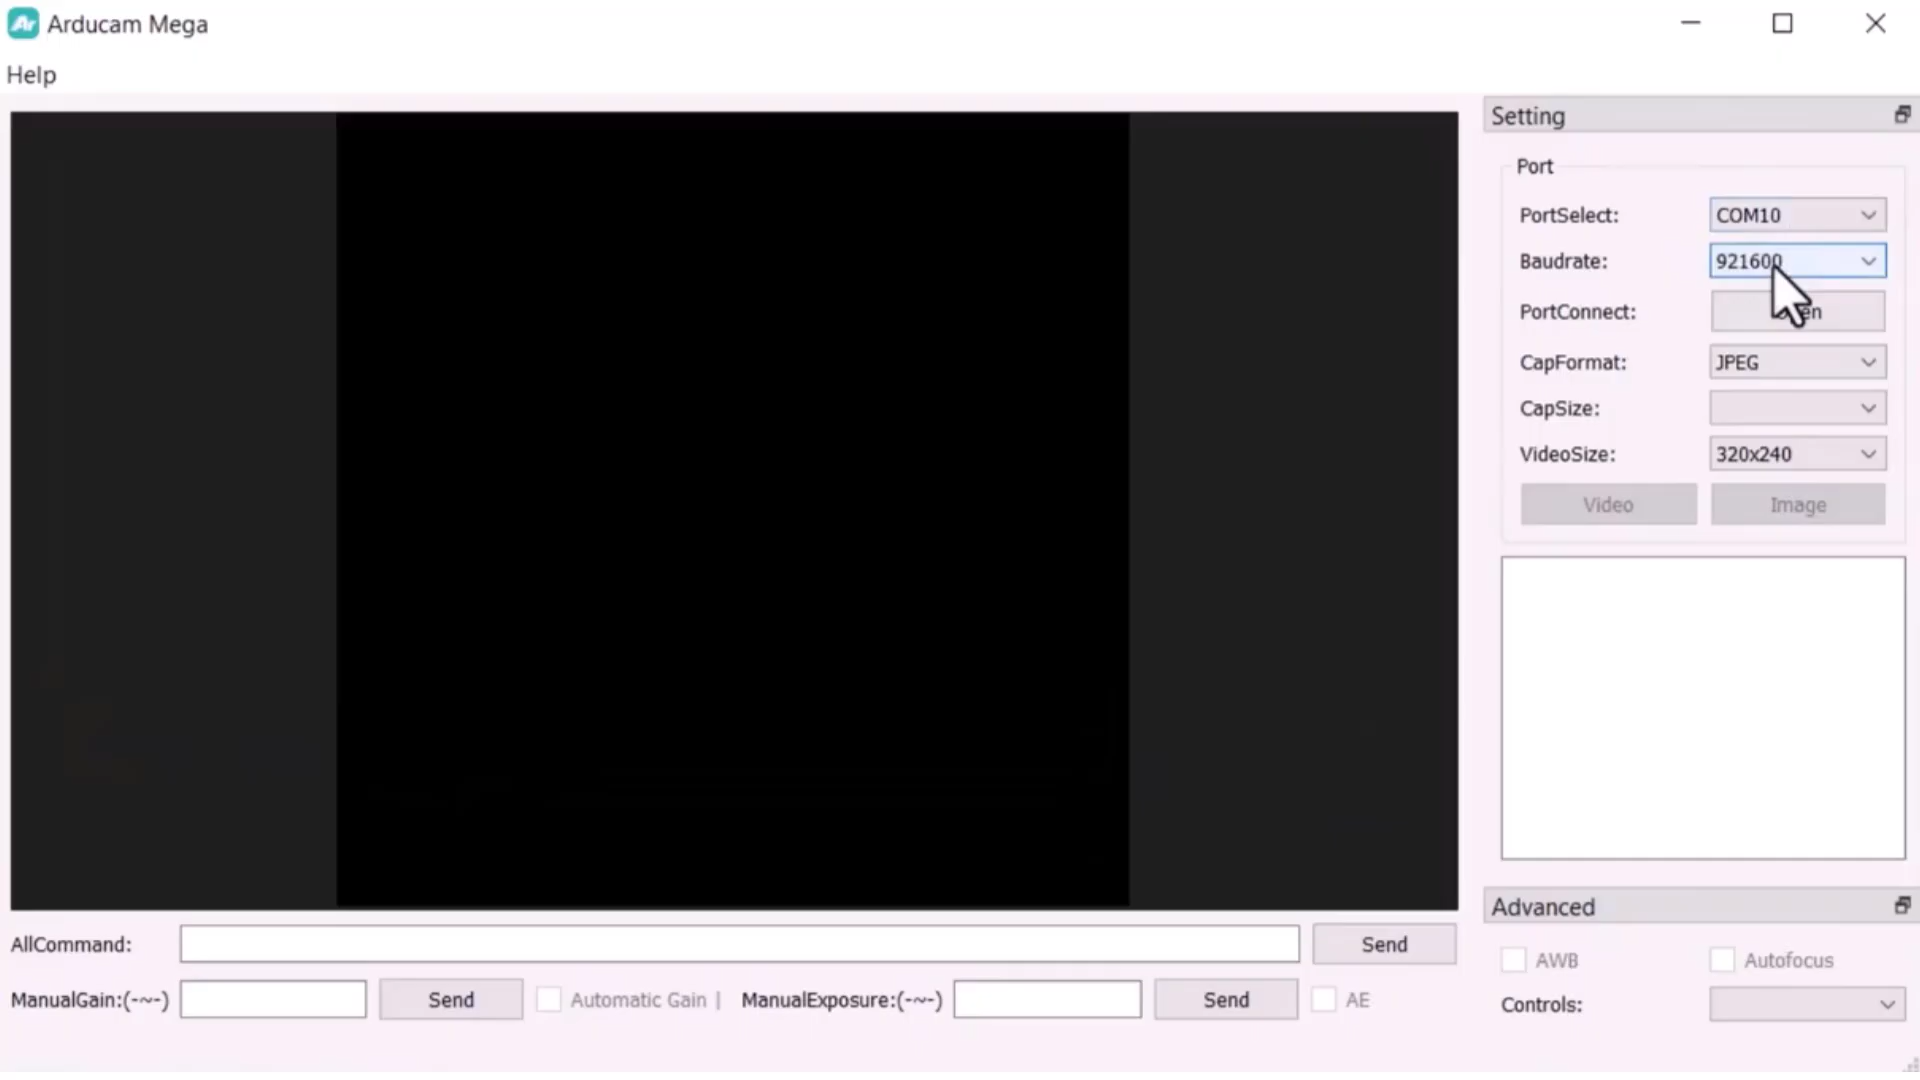 Arducam Mega
Help
Setting
Port
PortSelect: COM10
Baudrate: 921600
PortConnect:
CapFormat: JPEG
CapSize:
VideoSize: 320x240
Video Image
AllCommand: Send
ManualGain:(-~-) Send Automatic Gain | ManualExposure:(-~-) Send AE
Advanced
AWB Autofocus
Controls: